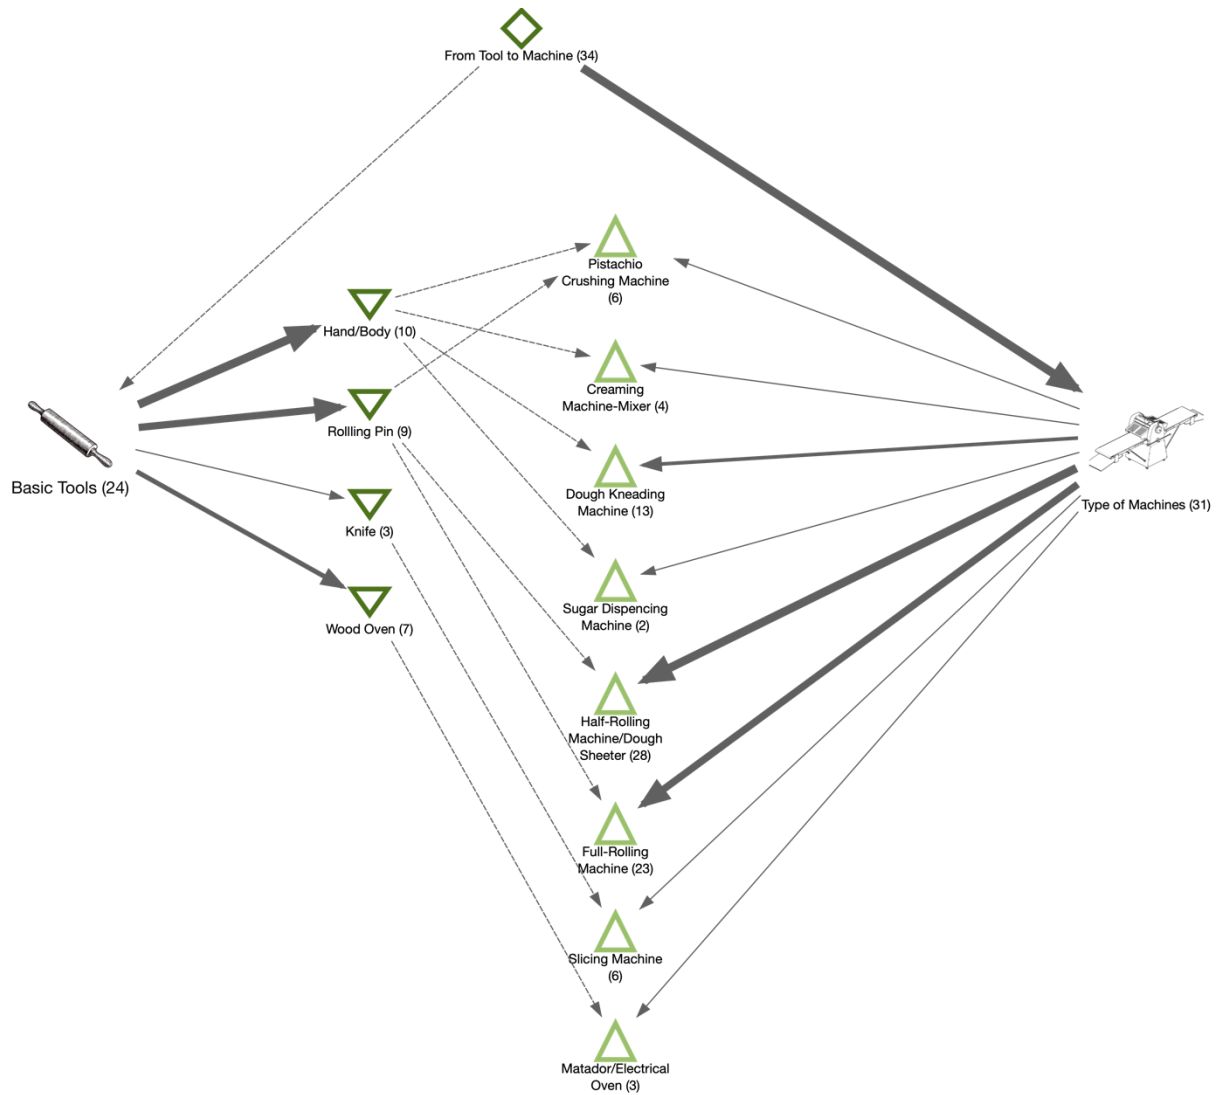 From Tool to Machine (34)
Pistachio
Crushing Machine
(6)
Hand/Body (10)
Creaming
Machine-Mixer (4)
Rollling Pin (9)
Basic Tools (24)
Dough Kneading
Machine (13)
Type of Machines (31)
Knife (3)
Sugar Dispencing
Machine (2)
Wood Oven (7)
Half-Rolling
Machine/Dough
Sheeter (28)
Full-Rolling
Machine (23)
Slicing Machine
(6)
Matador/Electrical
Oven (3)